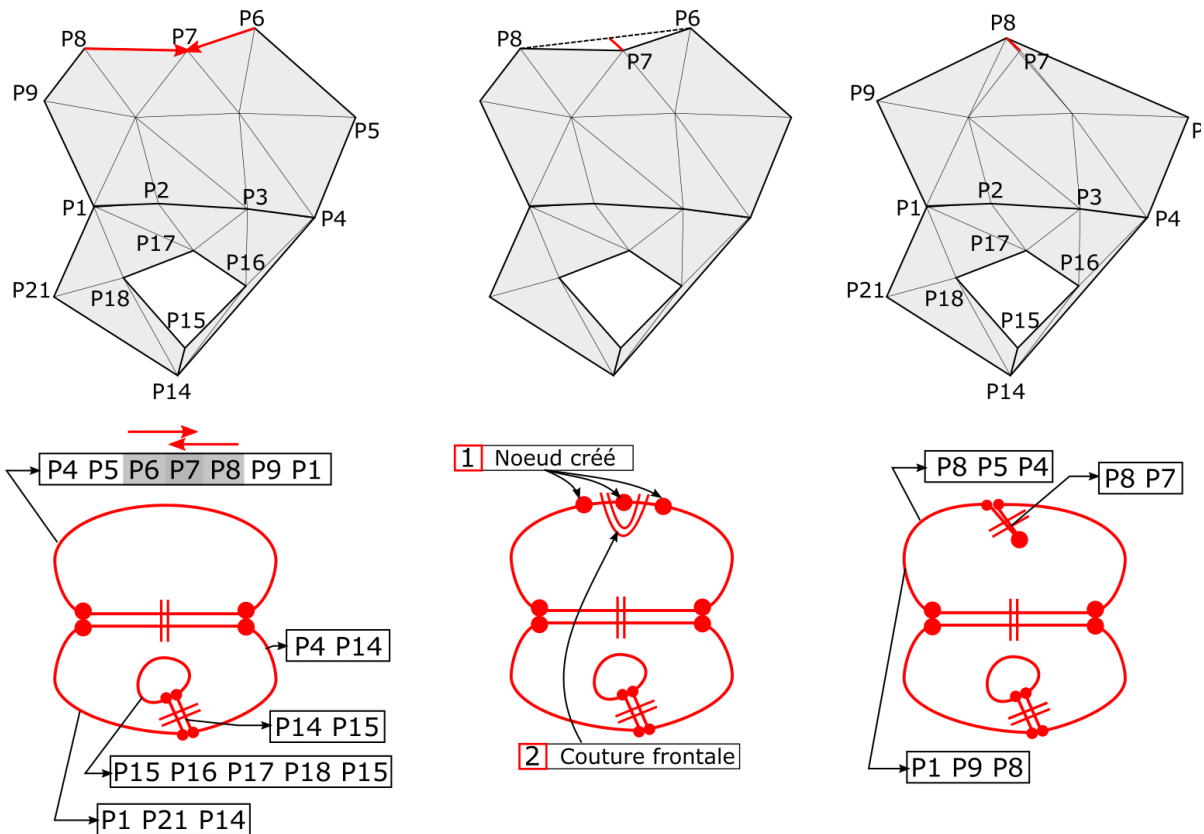 P8 P7 P6
P9
P5
P1 P2 P3 P4
P17 P16
P21 P18
P15
P14
P8 P6
P7
P8
P7
P9
P
P1 P2 P3 P4
P17 P16
P21 P18
P15
P14
P4 P5 P6 P7 P8 P9 P1
P4 P14
P14 P15
P15 P16 P17 P18 P15
P1 P21 P14
1 Noeud créé
2 Couture frontale
P8 P5 P4
P8 P7
P1 P9 P8